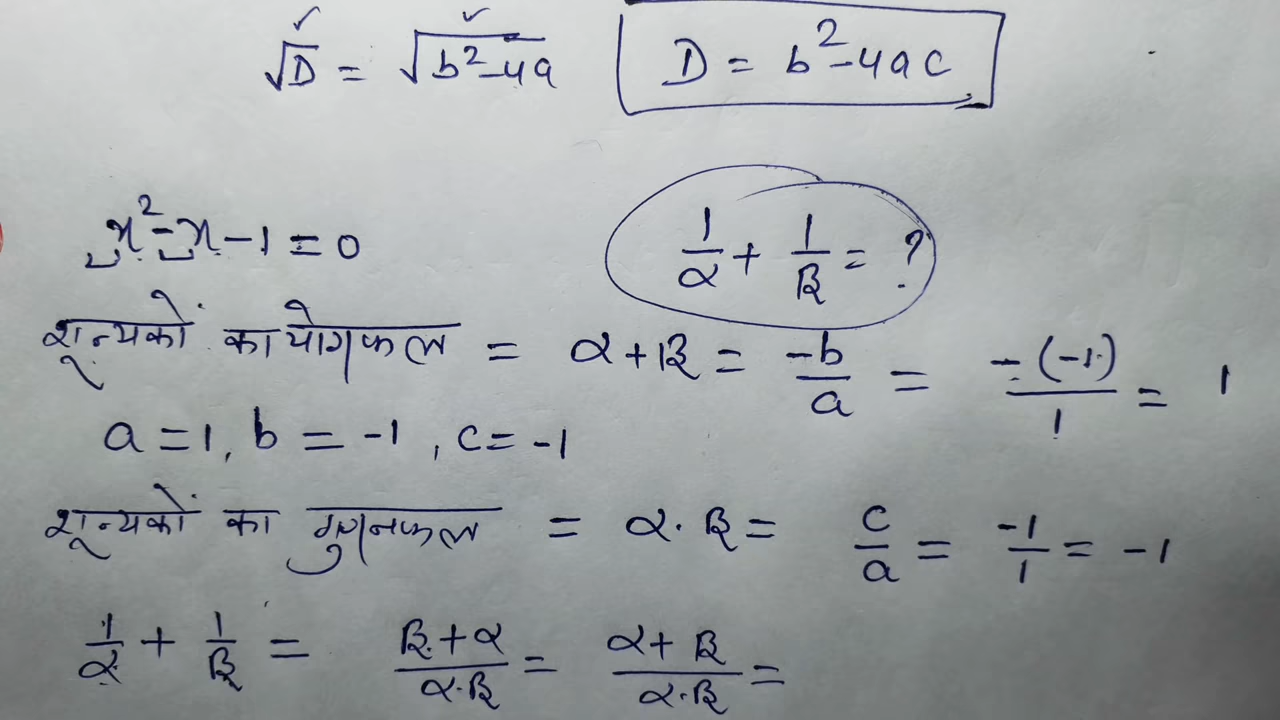 √D = √b²-4a D = b²-4ac
x²-x-1=0 1/α + 1/β = ?
शून्यकों का योगफल = α+β = -b/a = -(-1)/1 = 1
a=1, b=-1, c=-1
शून्यकों का गुणनफल = α.β = c/a = -1/1 = -1
1/α + 1/β = β+α/α.β = α+β/α.β =